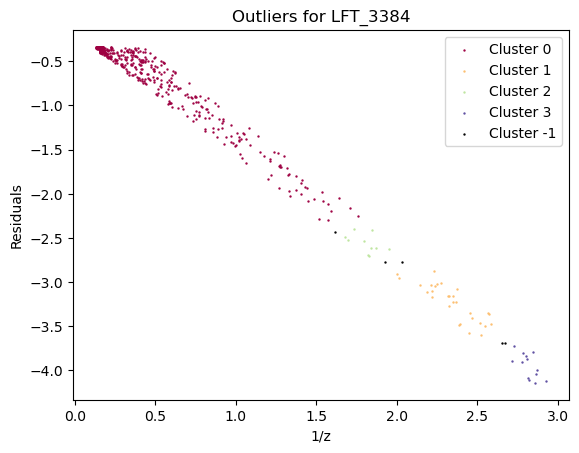 Outliers for LFT_3384
Cluster 0
Cluster 1
Cluster 2
Cluster 3
Cluster -1
Residuals
−0.5
−1.0
−1.5
−2.0
−2.5
−3.0
−3.5
−4.0
0.0 0.5 1.0 1.5 2.0 2.5 3.0
1/z